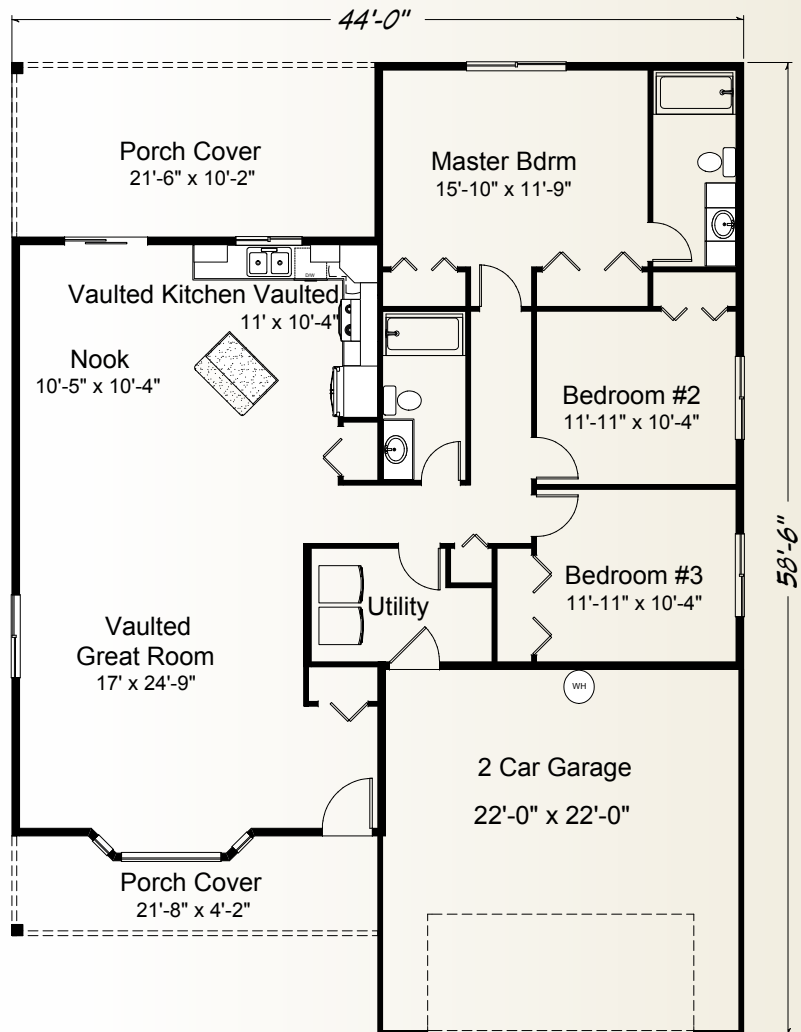 44'-0"
Porch Cover
21'-6" x 10'-2"
Master Bdrm
15'-10" x 11'-9"
D/W
Vaulted Kitchen Vaulted
11' x 10'-4"
Nook
10'-5" x 10'-4"
Bedroom #2
11'-11" x 10'-4"
58'-6"
Bedroom #3
11'-11" x 10'-4"
Utility
Vaulted
Great Room
17' x 24'-9"
WH
2 Car Garage
22'-0" x 22'-0"
Porch Cover
21'-8" x 4'-2"